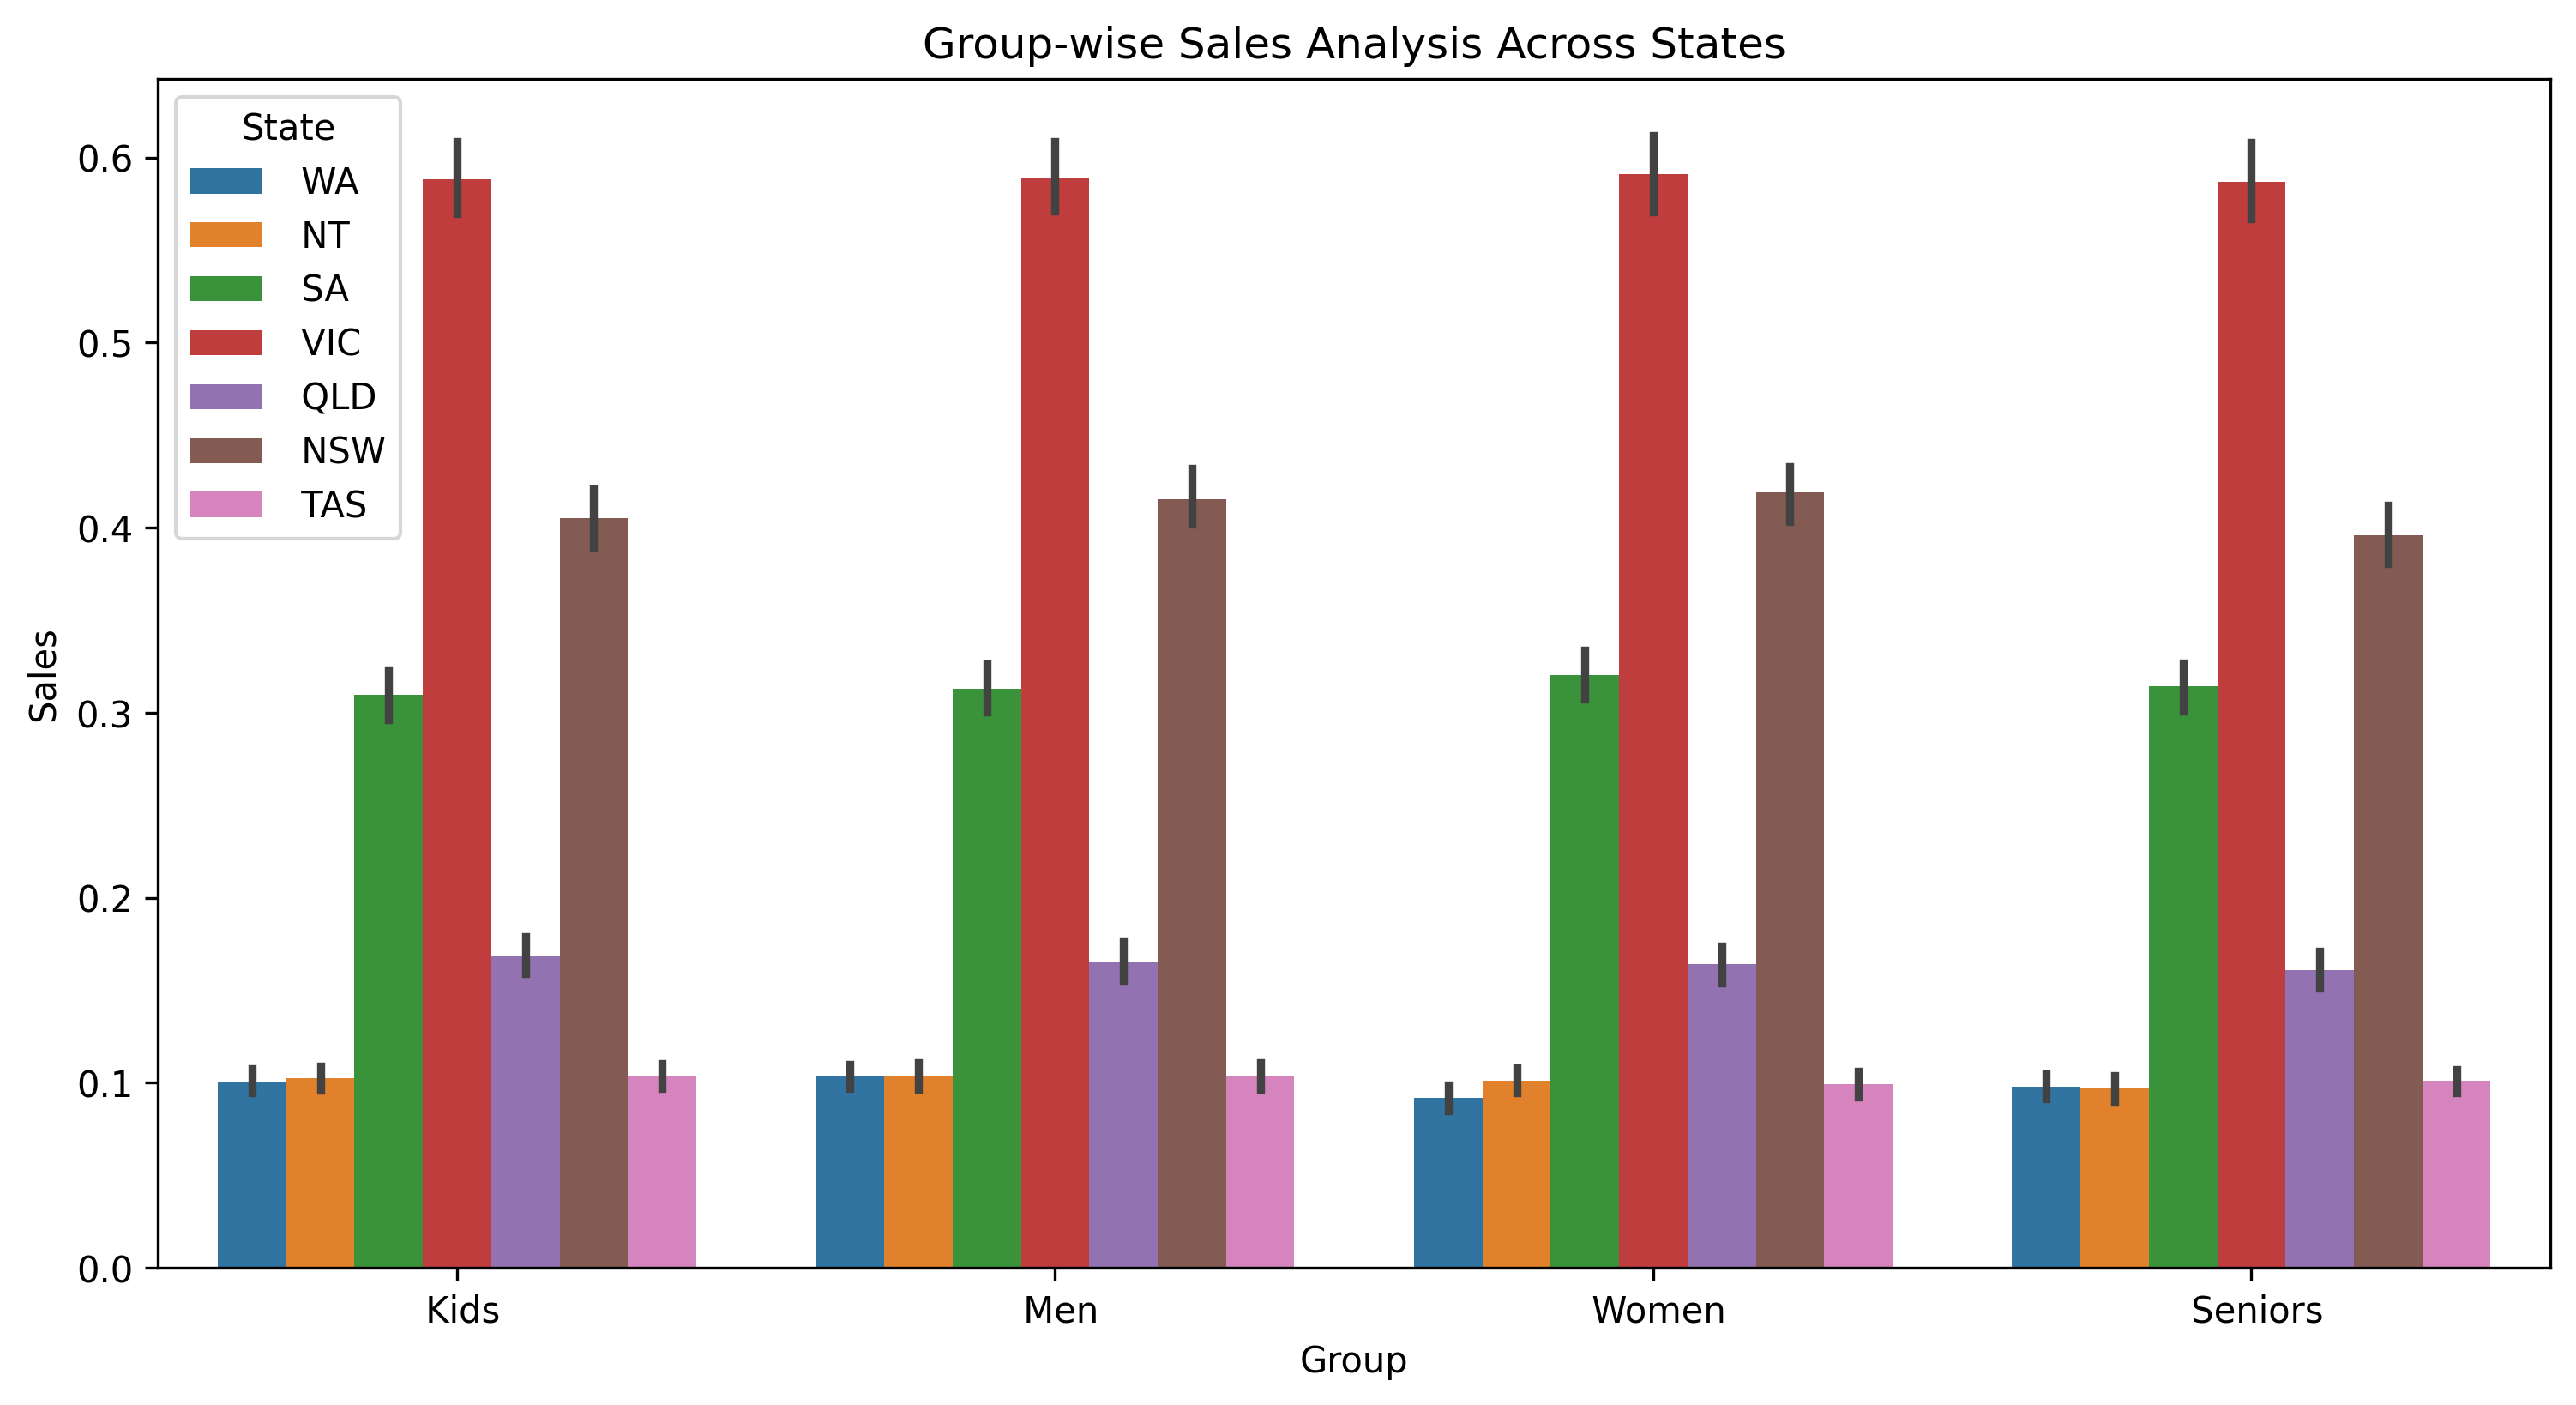 Group-wise Sales Analysis Across States
State
WA
NT
SA
VIC
QLD
NSW
TAS
0.6
0.5
0.4
0.3
0.2
0.1
0.0
Sales
Kids
Men
Women
Seniors
Group